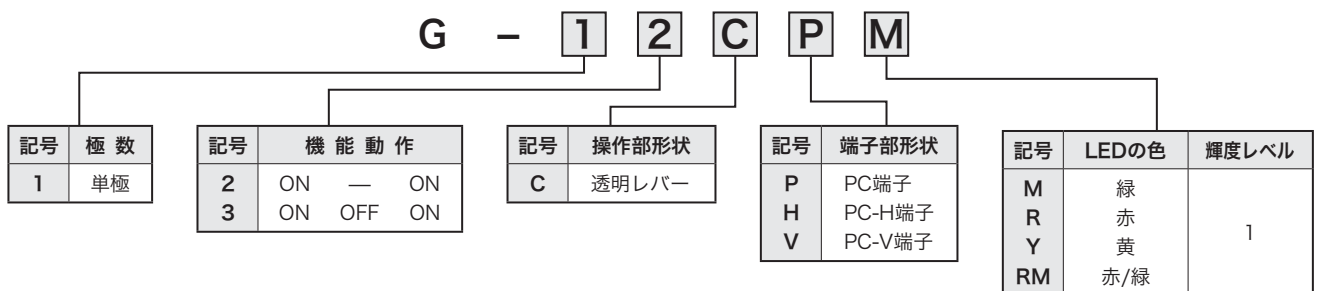 G – 1 2 C P M
記号 極数
1 単極
記号 機能動作
2 ON — ON
3 ON OFF ON
記号 操作部形状
C 透明レバー
記号 端子部形状
P PC端子
H PC-H端子
V PC-V端子
記号 LEDの色 輝度レベル
M 緑
R 赤
Y 黄
RM 赤/緑
1